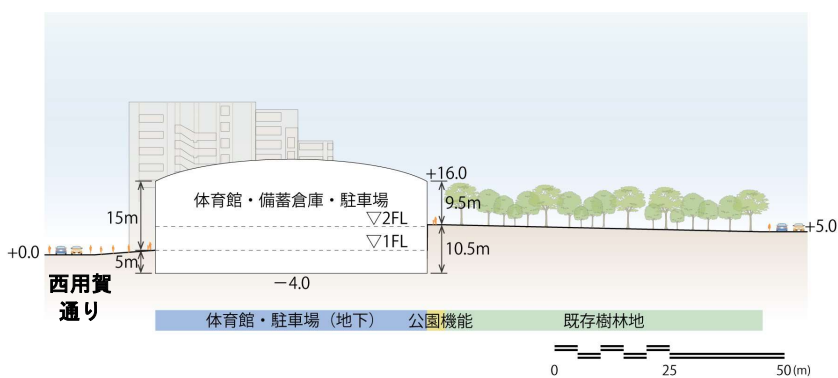 +16.0
体育館・備蓄倉庫・駐車場
9.5m
15m
▽2FL
+5.0
+0.0
▽1FL
10.5m
5m
西用賀
通り
−4.0
体育館・駐車場（地下）
公園機能
既存樹林地
0 25 50(m)